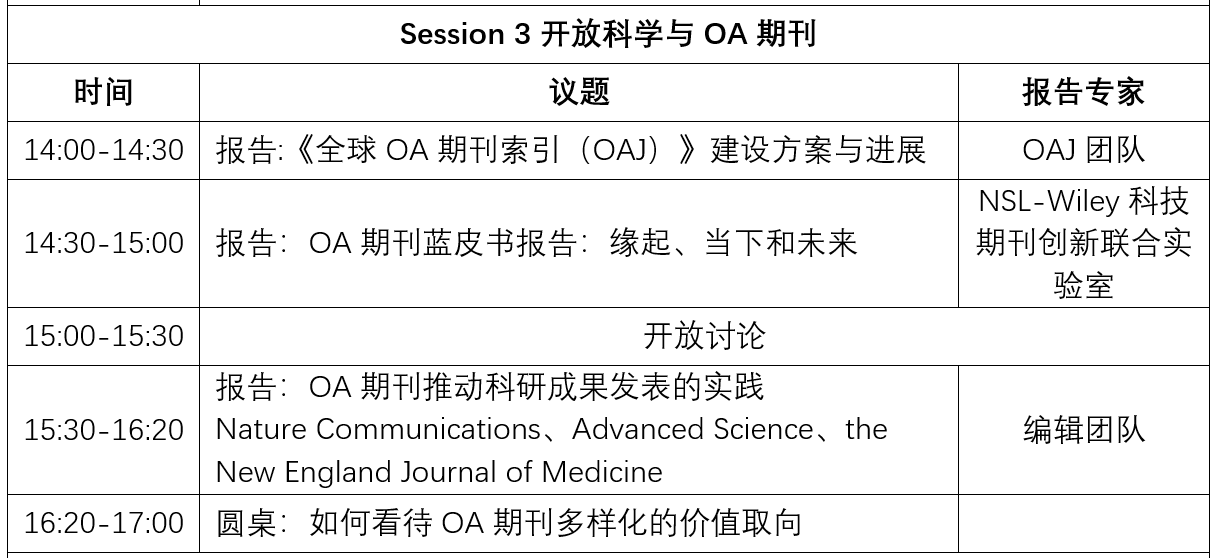 Session 3 开放科学与 OA 期刊
时间 议题 报告专家
14:00-14:30 报告:《全球 OA 期刊索引（OAJ）》建设方案与进展 OAJ 团队
14:30-15:00 报告：OA 期刊蓝皮书报告：缘起、当下和未来 NSL-Wiley 科技
期刊创新联合实
验室
15:00-15:30 开放讨论
15:30-16:20 报告：OA 期刊推动科研成果发表的实践
Nature Communications、Advanced Science、the
New England Journal of Medicine
编辑团队
16:20-17:00 圆桌：如何看待 OA 期刊多样化的价值取向